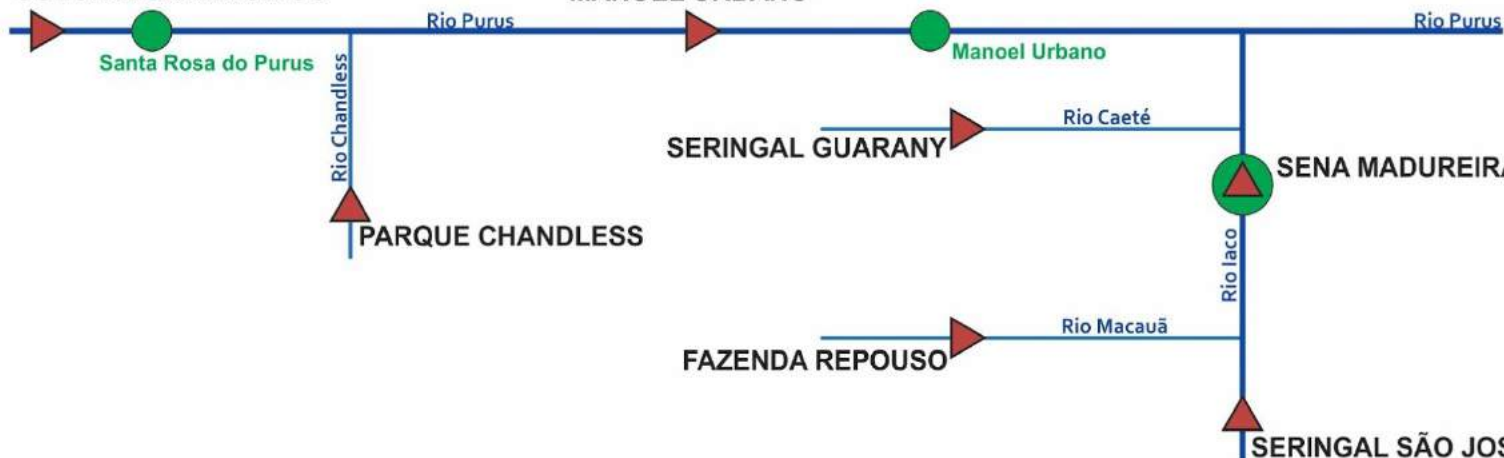 Rio Purus
Rio Purus
Santa Rosa do Purus
Manoel Urbano
Rio Chandless
Rio Caeté
SERINGAL GUARANY
SENA MADUREIRA
PARQUE CHANDLESS
Rio Iaco
Rio Macauã
FAZENDA REPOUSO
SERINGAL SÃO JOS